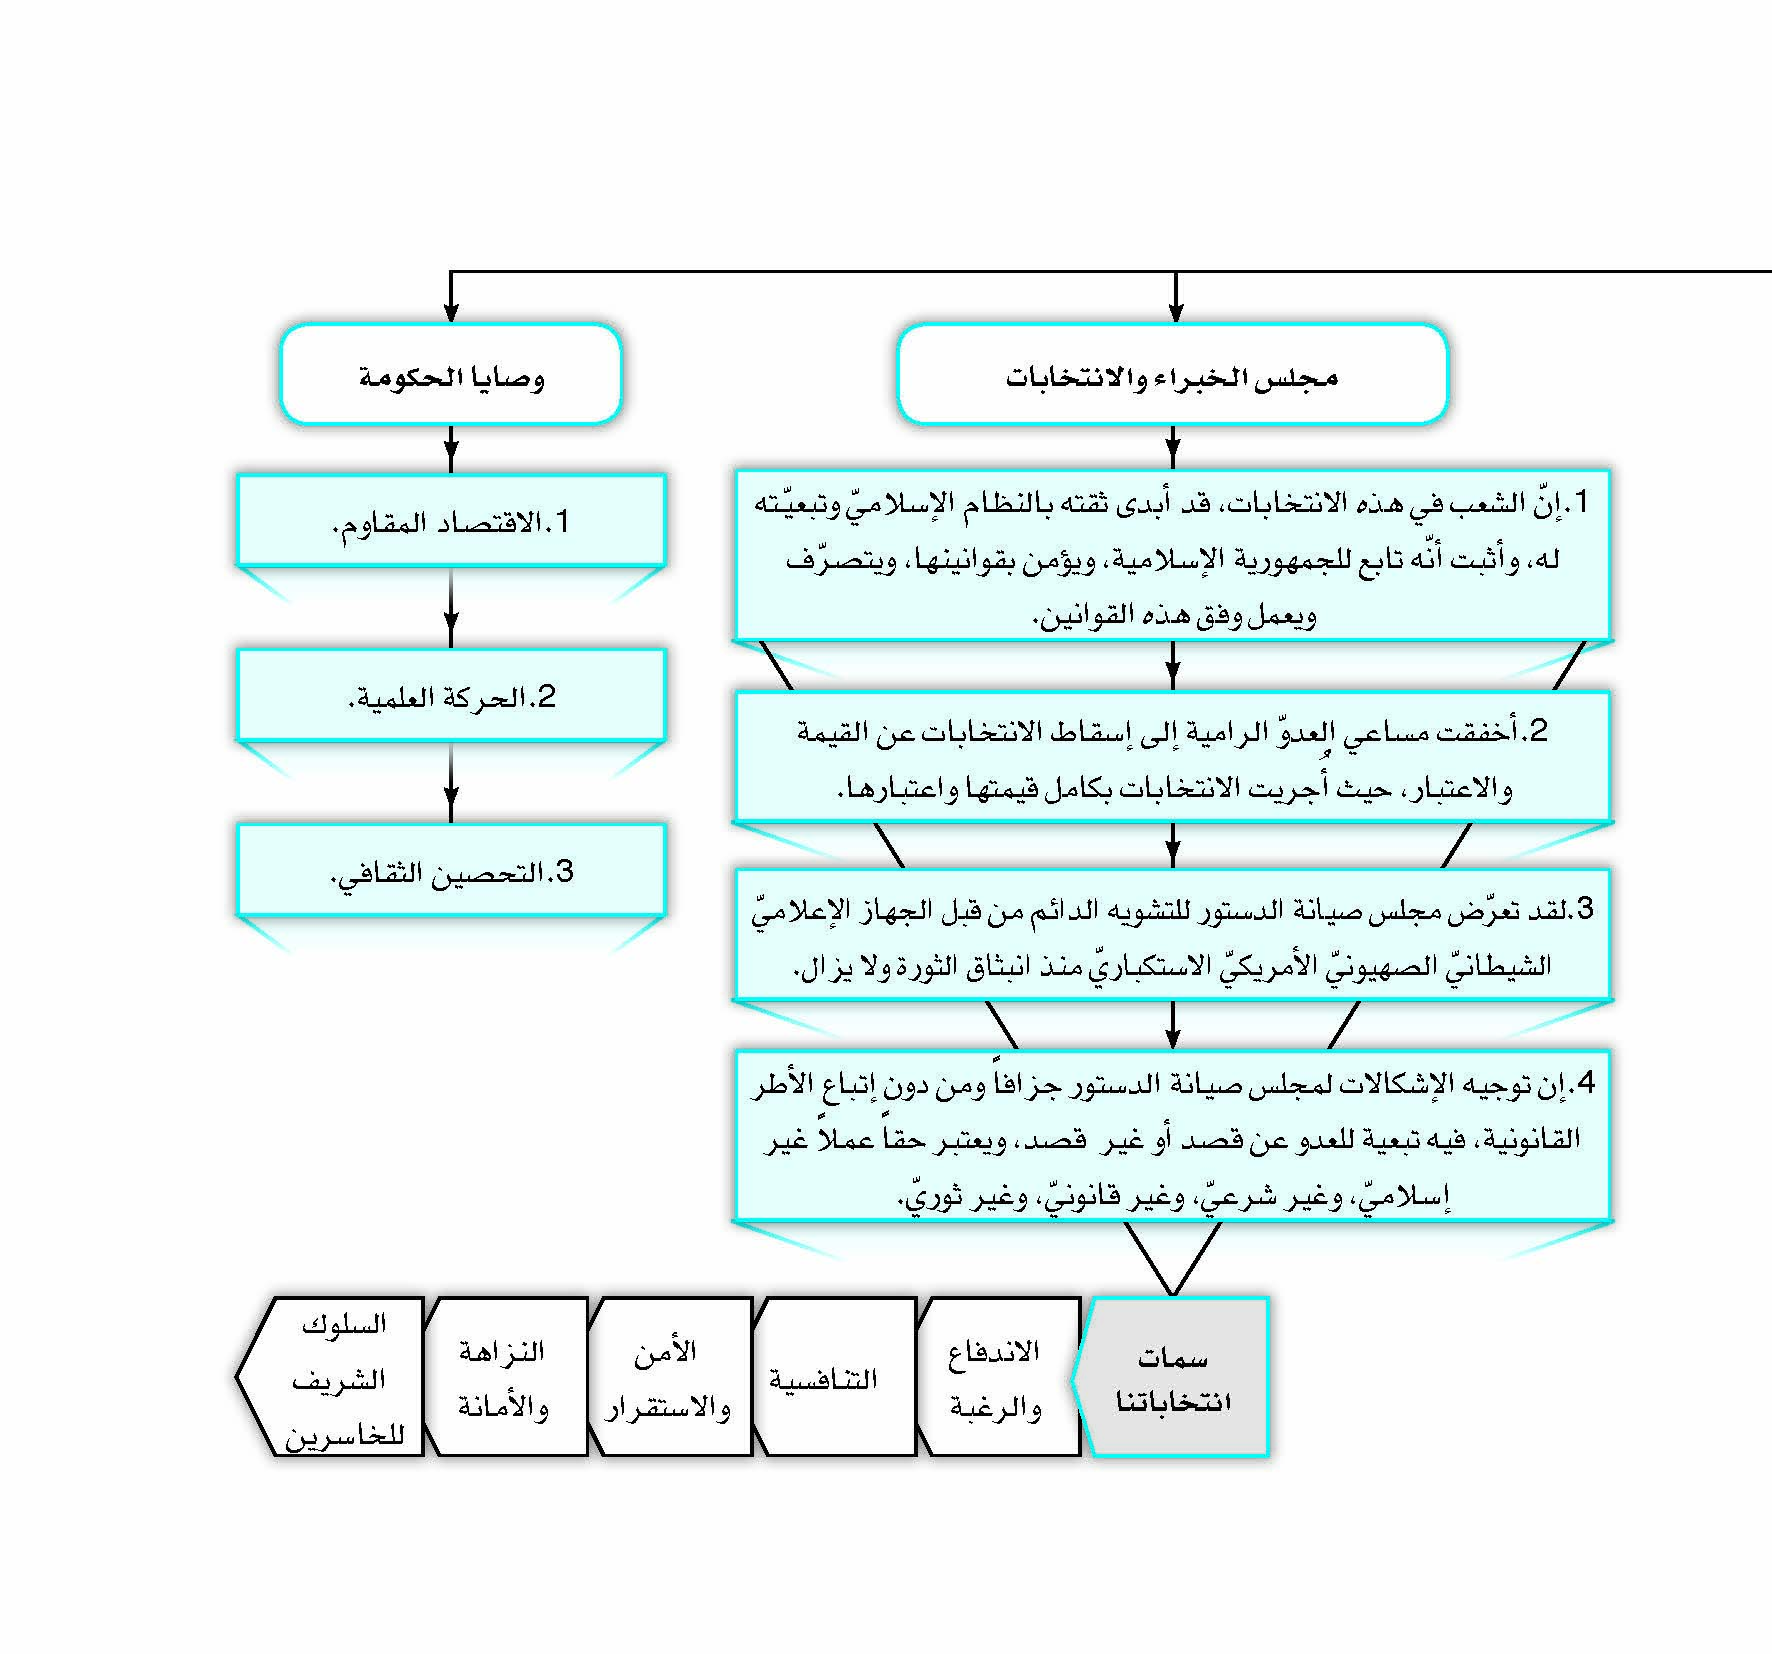 مجلس الخبراء والانتخابات
1.إنّ الشعب في هذه الانتخابات، قد أبدى ثقته بالنظام الإسلاميّ وتبعيّته
له، وأثبت أنّه تابع للجمهورية الإسلامية، ويؤمن بقوانينها، ويتصرّف
ويعمل وفق هذه القوانين.
2.أخفقت مساعي العدوّ الرامية إلى إسقاط الانتخابات عن القيمة
والاعتبار، حيث أُجريت الانتخابات بكامل قيمتها واعتبارها.
3.لقد تعرّض مجلس صيانة الدستور للتشويه الدائم من قبل الجهاز الإعلاميّ
الشيطانيّ الصهيونيّ الأمريكيّ الاستكباريّ منذ انبثاق الثورة ولا يزال.
4.إن توجيه الإشكالات لمجلس صيانة الدستور جزافاً ومن دون إتباع الأطر
القانونية، فيه تبعية للعدو عن قصد أو غير قصد، ويعتبر حقاً عملاً غير
إسلاميّ، وغير شرعيّ، وغير قانونيّ، وغير ثوريّ.
سمات
انتخاباتنا
الاندفاع
والرغبة
التنافسية
الأمن
والاستقرار
النزاهة
والأمانة
السلوك
الشريف
للخاسرين
وصايا الحكومة
1.الاقتصاد المقاوم.
2.الحركة العلمية.
3.التحصين الثقافي.